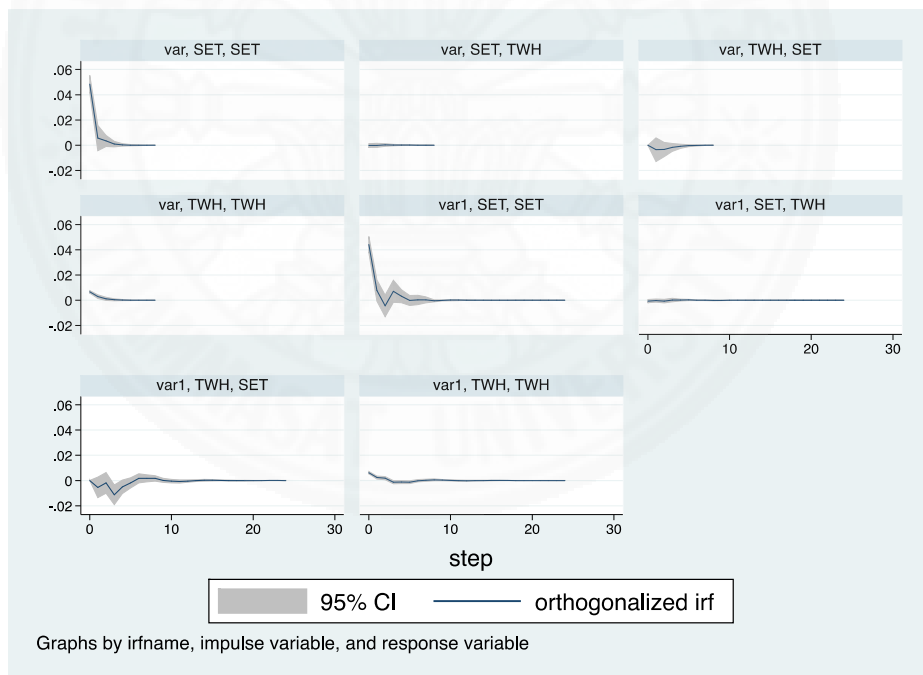 var, SET, SET var, SET, TWH var, TWH, SET
.06
.04
.02
0
-.02
var, TWH, TWH var1, SET, SET var1, SET, TWH
.06
.04
.02
0
-.02
0 10 20 30
var1, TWH, SET var1, TWH, TWH
.06
.04
.02
0
-.02
0 10 20 30 0 10 20 30
step
95% CI orthogonalized irf
Graphs by irfname, impulse variable, and response variable